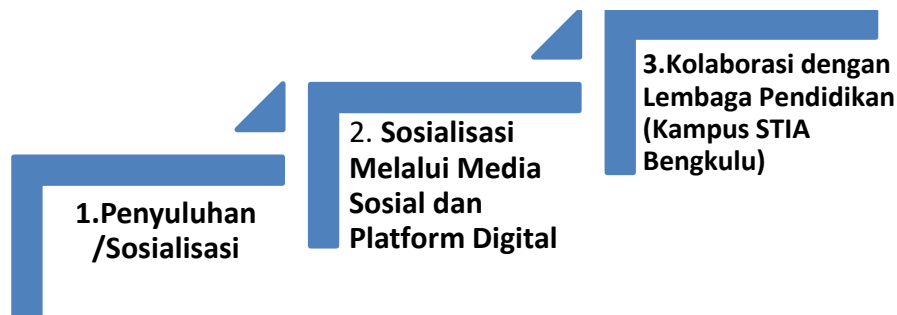 1.Penyuluhan
/Sosialisasi
2. Sosialisasi
Melalui Media
Sosial dan
Platform Digital
3.Kolaborasi dengan
Lembaga Pendidikan
(Kampus STIA
Bengkulu)